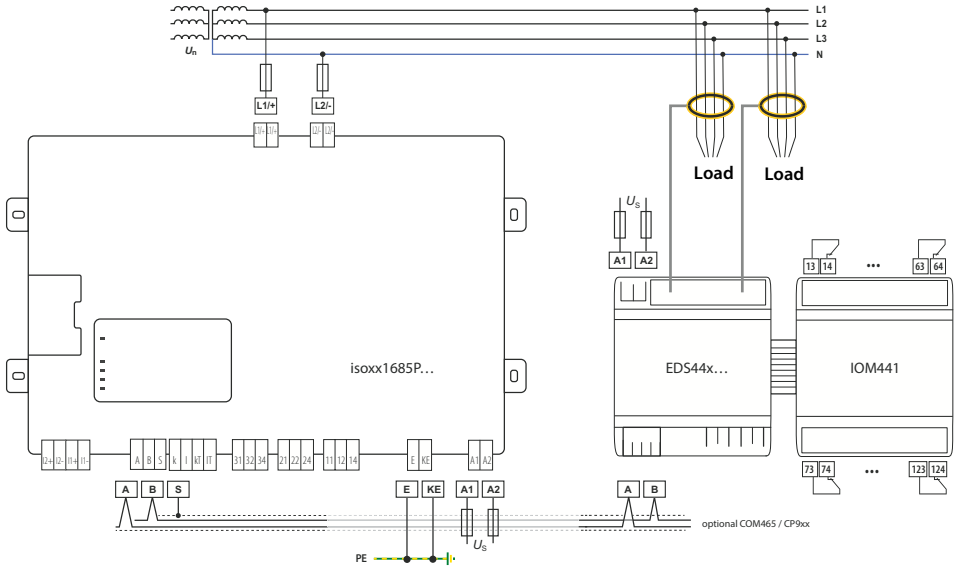 L1
L2
L3
N
Un
L1/+
L2/-
L1/+ L1/+
L2/- L2/-
Load
Load
US
A1
A2
13
14
...
63
64
isoxx1685P...
EDS44x...
IOM441
I2+ I2- I1+ I1-
A B S
k l kT lT
31 32 34
21 22 24
11 12 14
E KE
A1 A2
73
74
...
123
124
A
B
S
E
KE
A1
A2
A
B
optional COM465 / CP9xx
US
PE